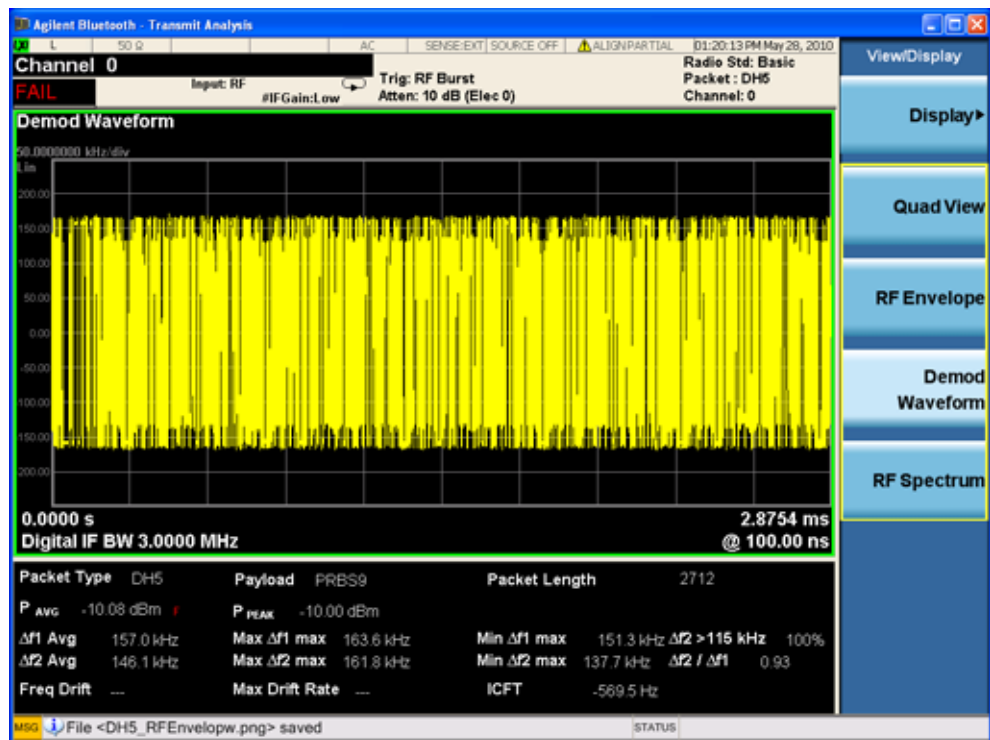 Agilent Bluetooth - Transmit Analysis
L 50 Ω AC SENSE:EXT SOURCE OFF ALIGN PARTIAL 01:20:13 PM May 28, 2010
Channel 0
FAIL
Input: RF
#IFGain:Low
Trig: RF Burst
Atten: 10 dB (Elec 0)
Radio Std: Basic
Packet : DH5
Channel: 0
Demod Waveform
50.0000000 kHz/div
Lin
200.00
150.00
100.00
50.00
0.00
-50.00
100.00
150.00
200.00
0.0000 s 2.8754 ms
Digital IF BW 3.0000 MHz @ 100.00 ns
Packet Type DH5 Payload PRBS9 Packet Length 2712
P AVG -10.08 dBm F P PEAK -10.00 dBm
Δf1 Avg 157.0 kHz Max Δf1 max 163.6 kHz Min Δf1 max 151.3 kHz Δf2 >115 kHz 100%
Δf2 Avg 146.1 kHz Max Δf2 max 161.8 kHz Min Δf2 max 137.7 kHz Δf2 / Δf1 0.93
Freq Drift --- Max Drift Rate --- ICFT -569.5 Hz
MSG File <DH5_RFEnvelopw.png> saved STATUS
View/Display
Display
Quad View
RF Envelope
Demod
Waveform
RF Spectrum